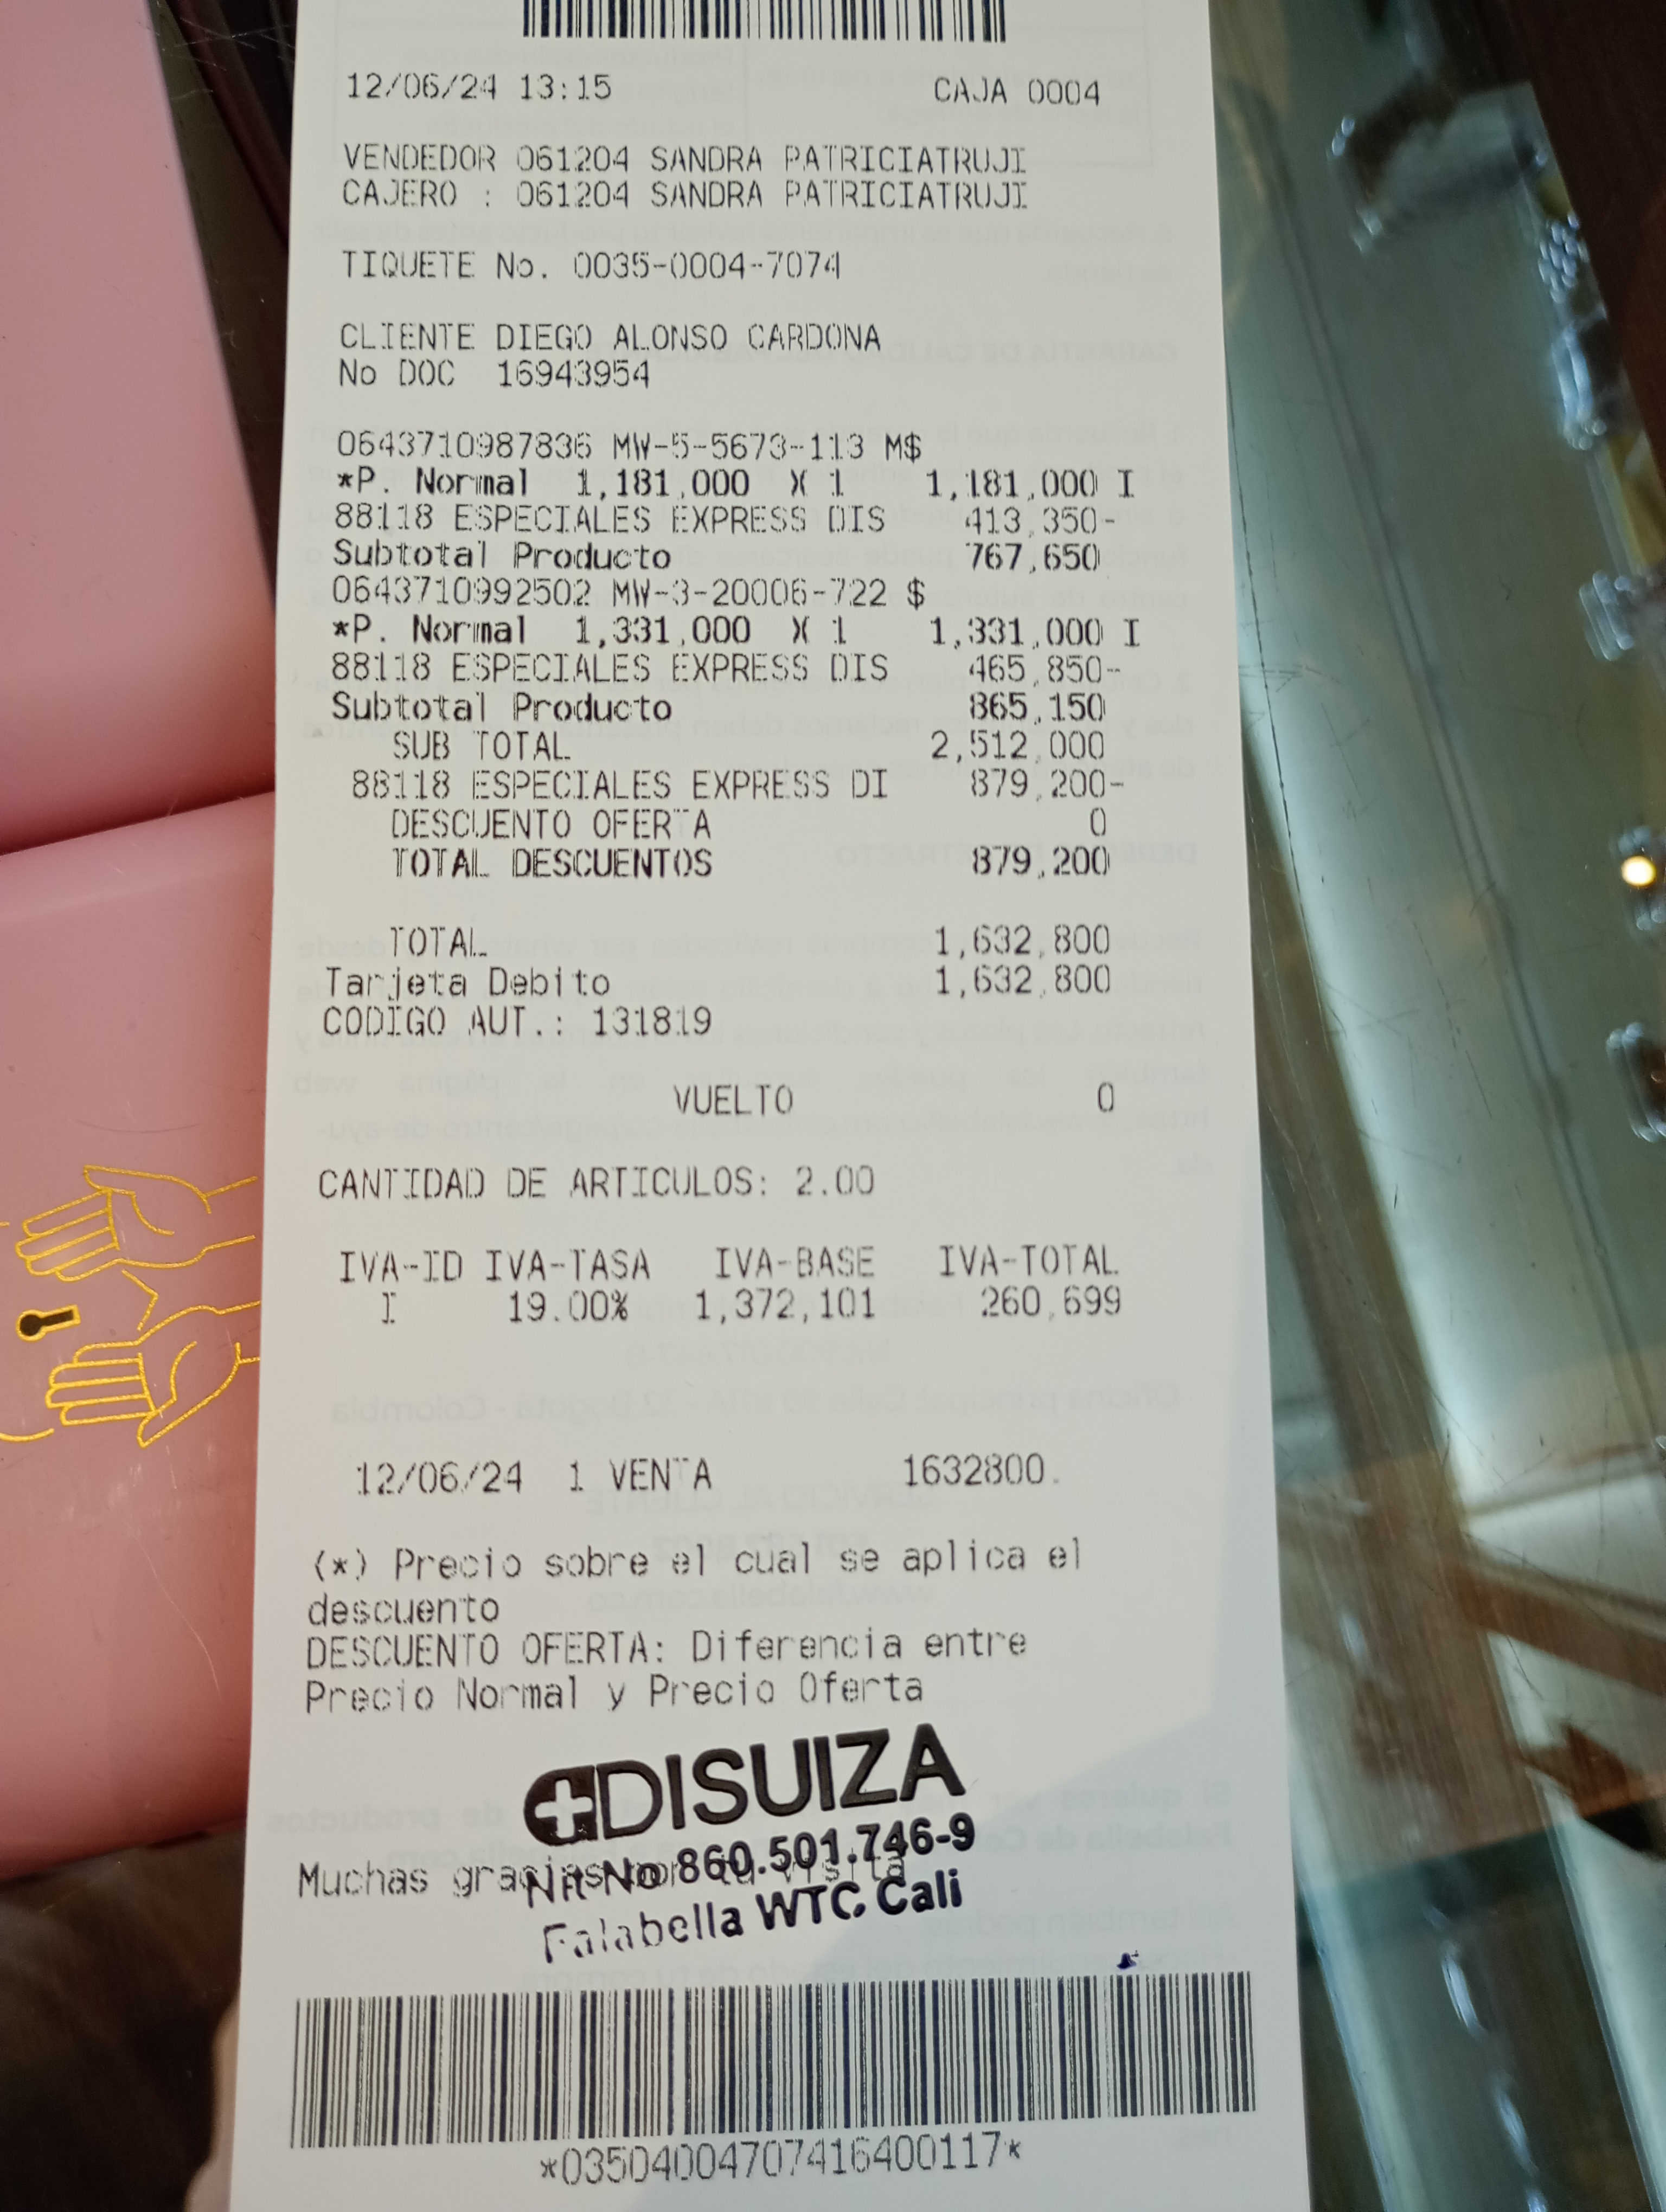 12/06/24 13:15 CAJA 0004
VENDEDOR 061204 SANDRA PATRICIATRUJI
CAJERO : 061204 SANDRA PATRICIATRUJI
TIQUETE No. 0035-0004-7074
CLIENTE DIEGO ALONSO CARDONA
No DOC 16943954
0643710987836 MW-5-5673-113 M$
*P. Normal 1,181,000 X 1 1,181,000 I
88118 ESPECIALES EXPRESS DIS 413,350-
Subtotal Producto 767,650
0643710992502 MW-3-20006-722 $
*P. Normal 1,331,000 X 1 1,331,000 I
88118 ESPECIALES EXPRESS DIS 465,850-
Subtotal Producto 865,150
SUB TOTAL 2,512,000
88118 ESPECIALES EXPRESS DI 879,200-
DESCUENTO OFERTA 0
TOTAL DESCUENTOS 879,200
TOTAL 1,632,800
Tarjeta Debito 1,632,800
CODIGO AUT.: 131819
VUELTO 0
CANTIDAD DE ARTICULOS: 2.00
IVA-ID IVA-TASA IVA-BASE IVA-TOTAL
I 19.00% 1,372,101 260,699
12/06/24 1 VENTA 1632800.
(*) Precio sobre el cual se aplica el
descuento
DESCUENTO OFERTA: Diferencia entre
Precio Normal y Precio Oferta
DISUIZA
Nit No 860.501.746-9
Muchas gracias por tu visita
Falabella WTC Cali
*03504004707416400117*